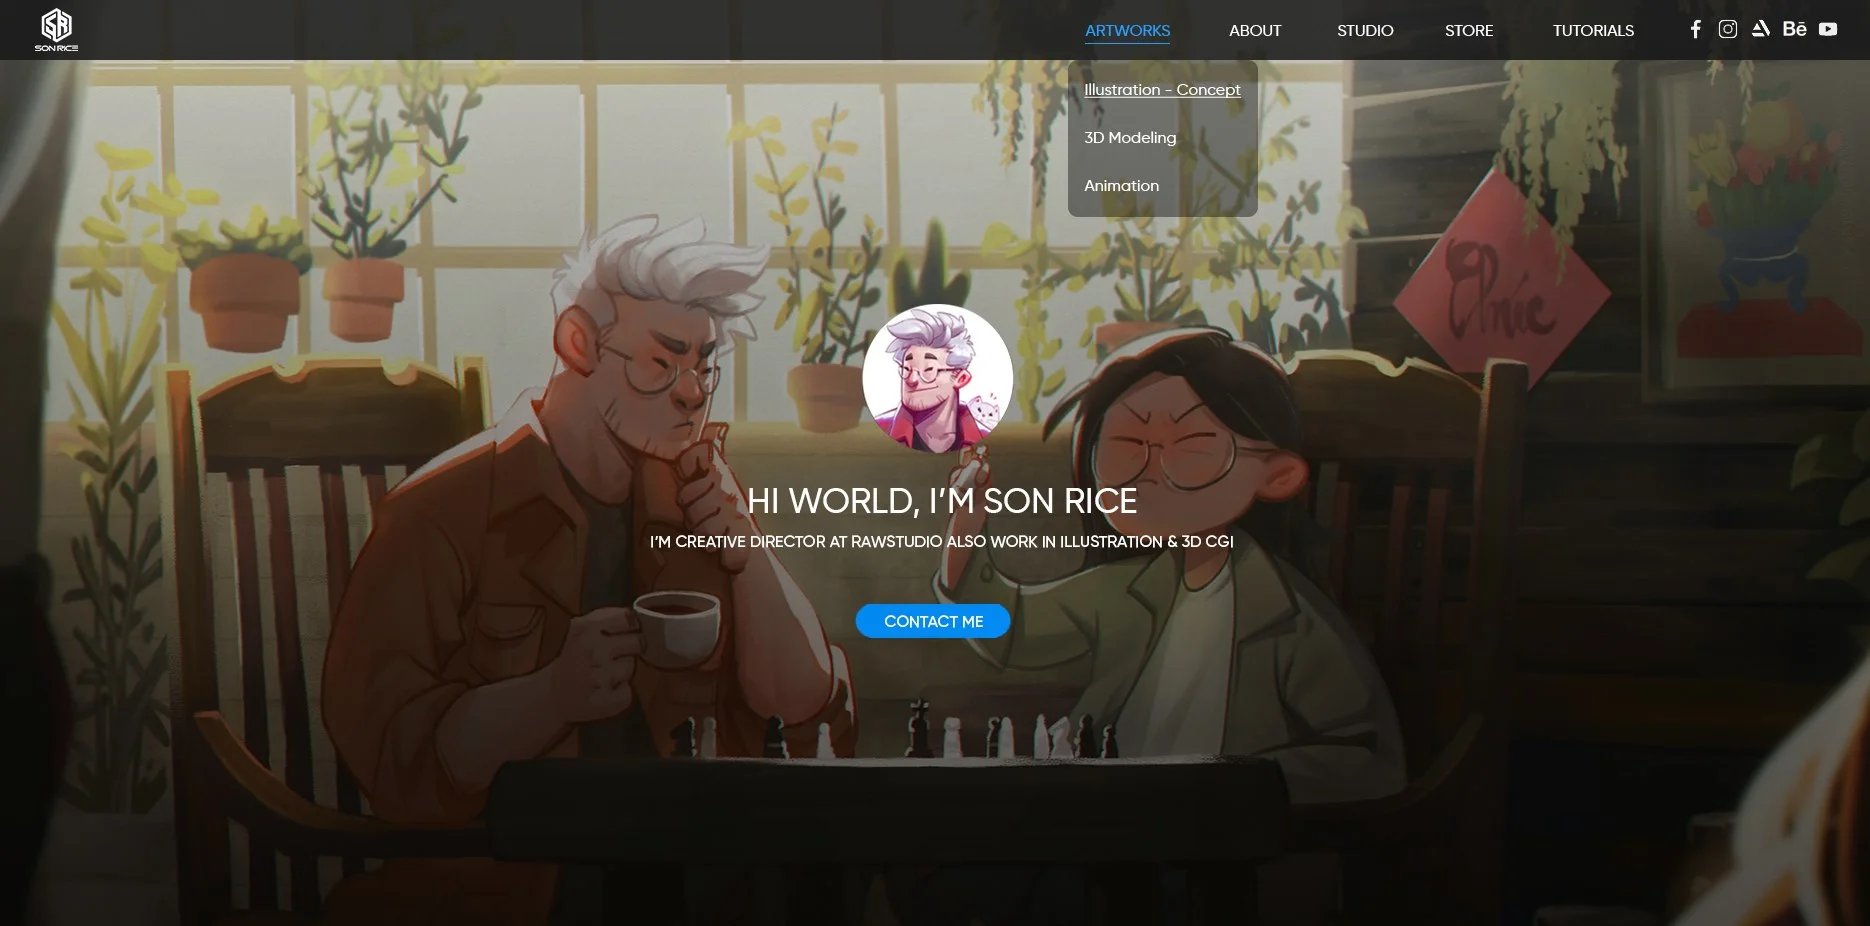 SON RICE
ARTWORKS ABOUT STUDIO STORE TUTORIALS Bē
Illustration - Concept
3D Modeling
Animation
HI WORLD, I'M SON RICE
I'M CREATIVE DIRECTOR AT RAWSTUDIO ALSO WORK IN ILLUSTRATION & 3D CGI
CONTACT ME